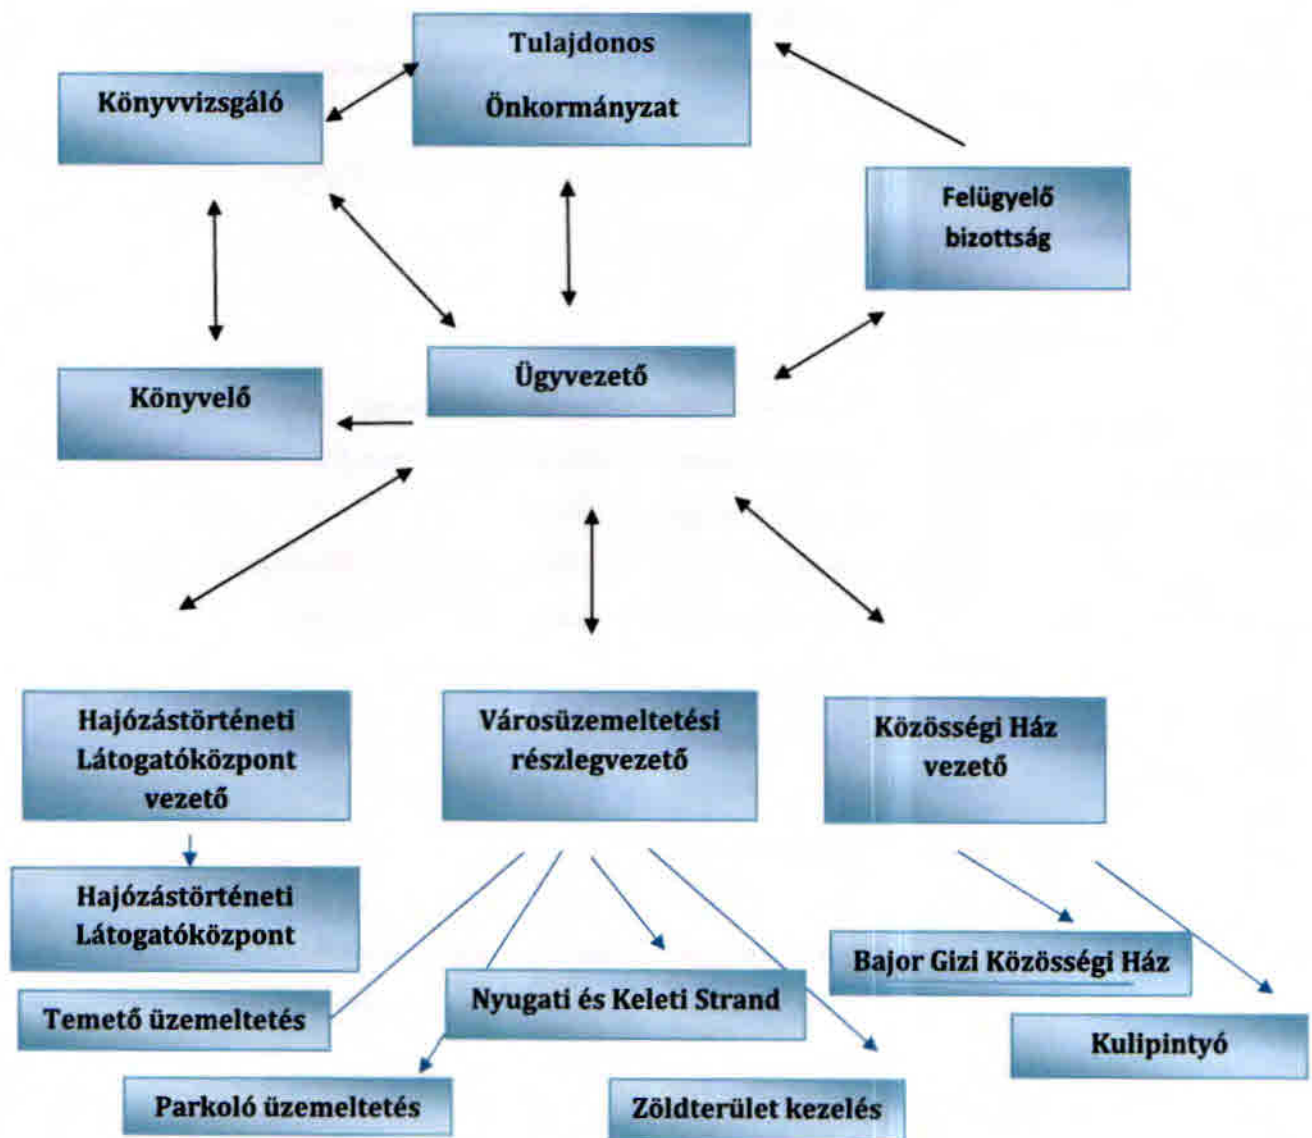 Tulajdonos
Önkormányzat
Könyvvizsgáló
Felügyelő
bizottság
Ügyvezető
Könyvelő
Hajózástörténeti
Látogatóközpont
vezető
Városüzemeltetési
részlegvezető
Közösségi Ház
vezető
Hajózástörténeti
Látogatóközpont
Bajor Gizi Közösségi Ház
Temető üzemeltetés
Nyugati és Keleti Strand
Kulipintyó
Parkoló üzemeltetés
Zöldterület kezelés